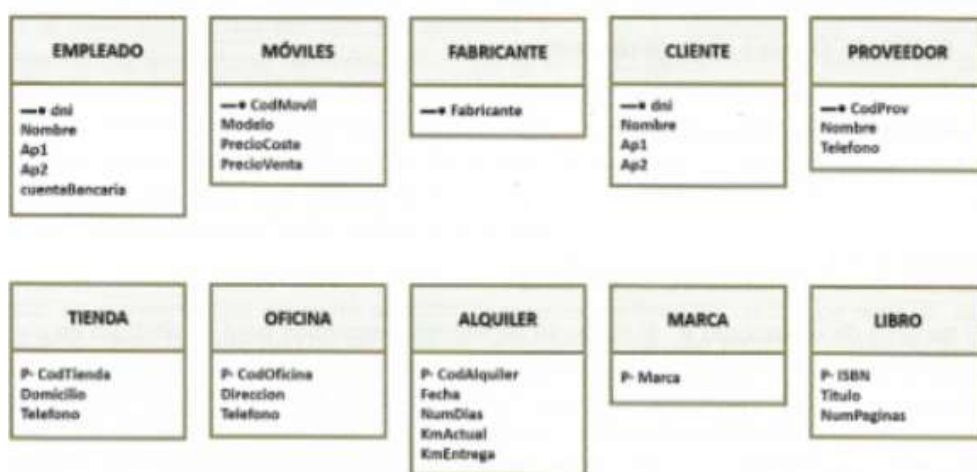 EMPLEADO
dni
Nombre
Ap1
Ap2
cuentaBancaria
MÓVILES
CodMovil
Modelo
PrecioCoste
PrecioVenta
FABRICANTE
Fabricante
CLIENTE
dni
Nombre
Ap1
Ap2
PROVEEDOR
CodProv
Nombre
Telefono
TIENDA
P- CodTienda
Domicilio
Telefono
OFICINA
P- CodOficina
Direccion
Telefono
ALQUILER
P- CodAlquiler
Fecha
NumDias
KmActual
KmEntrega
MARCA
P- Marca
LIBRO
P- ISBN
Titulo
NumPaginas